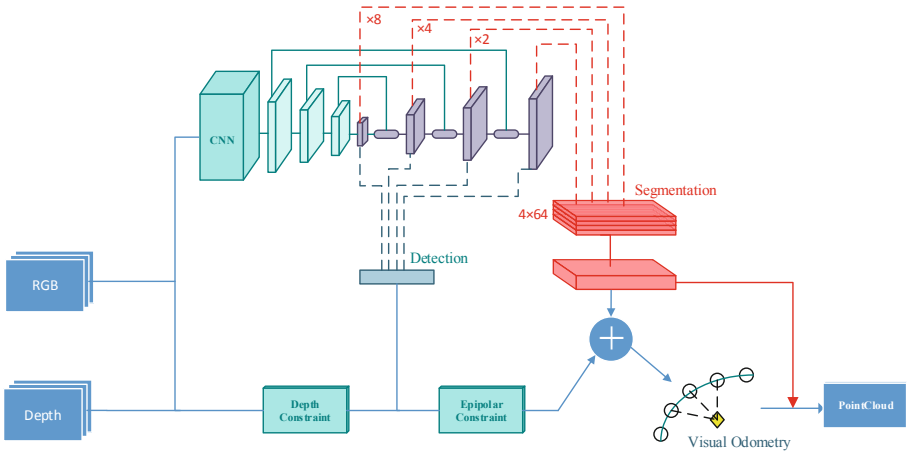 ×8
×4
×2
CNN
Segmentation
4×64
Detection
RGB
Depth
Depth
Constraint
Epipolar
Constraint
Visual Odometry
PointCloud